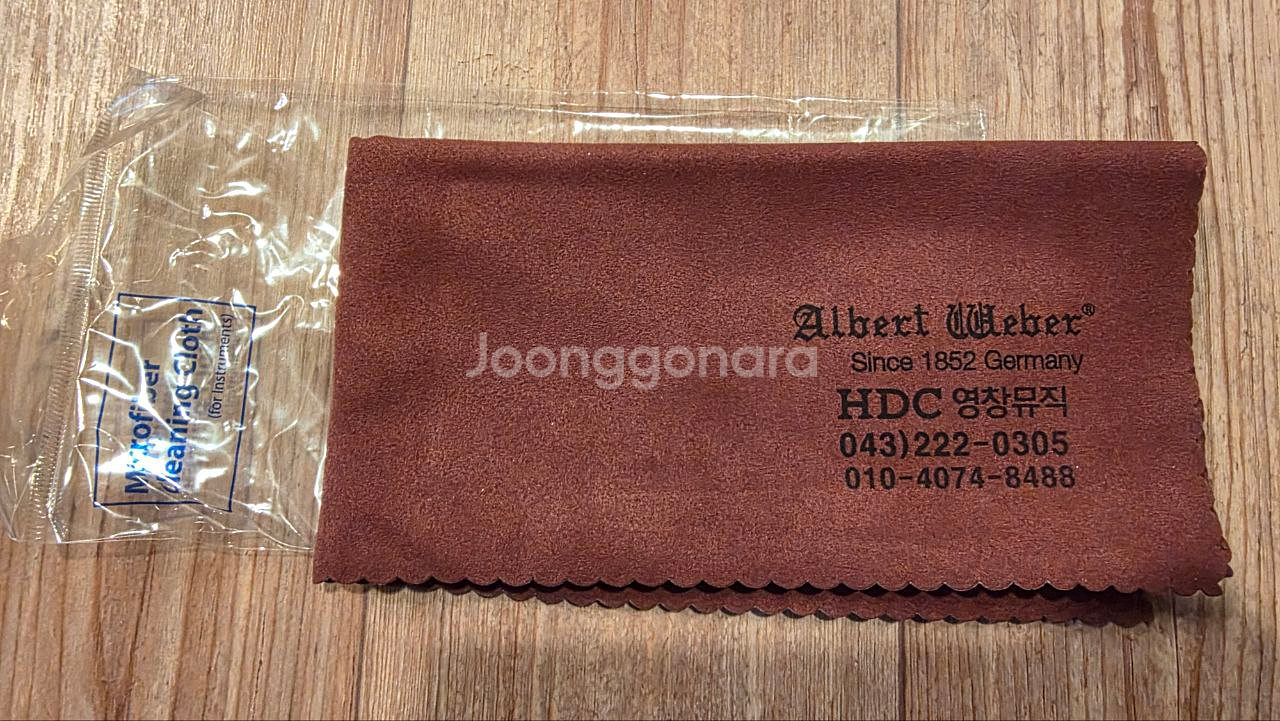 Microfiber
cleaning cloth
(for Instruments)
Joonggonara
Albert Weber®
Since 1852 Germany
HDC 영창뮤직
043)222-0305
010-4074-8488